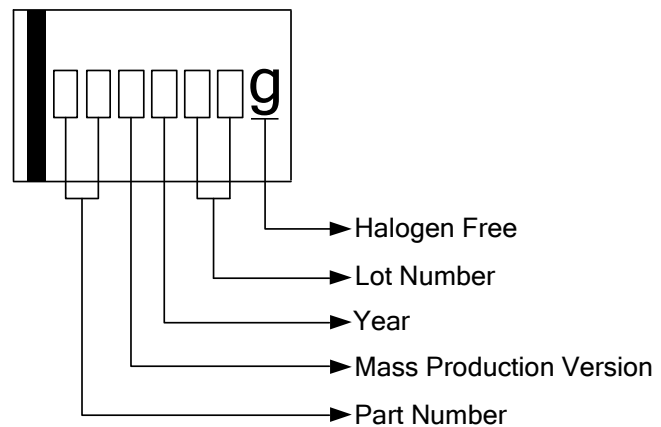 g
Halogen Free
Lot Number
Year
Mass Production Version
Part Number